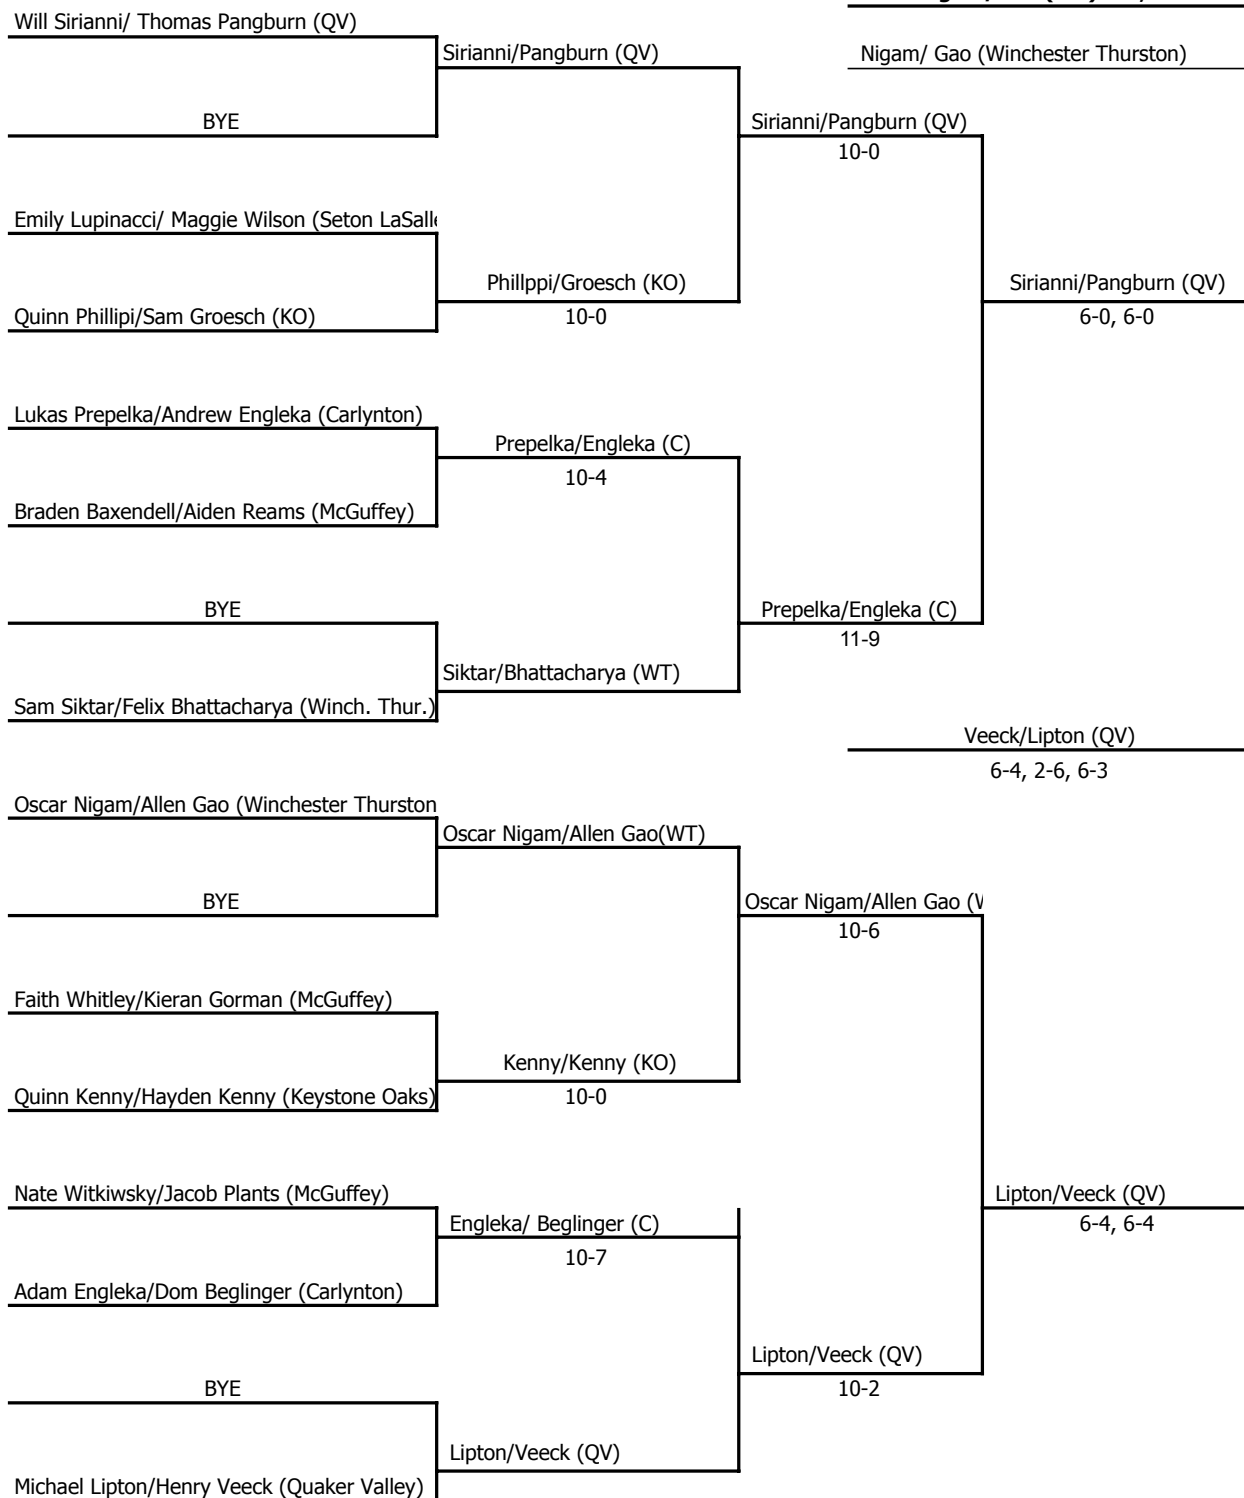 Will Sirianni/ Thomas Pangburn (QV)
Sirianni/Pangburn (QV)
Nigam/ Gao (Winchester Thurston)
BYE
Sirianni/Pangburn (QV)
10-0
Emily Lupinacci/ Maggie Wilson (Seton LaSalle
Phillppi/Groesch (KO)
Sirianni/Pangburn (QV)
10-0
6-0, 6-0
Quinn Phillipi/Sam Groesch (KO)
Lukas Prepelka/Andrew Engleka (Carlynton)
Prepelka/Engleka (C)
10-4
Braden Baxendell/Aiden Reams (McGuffey)
BYE
Prepelka/Engleka (C)
11-9
Siktar/Bhattacharya (WT)
Sam Siktar/Felix Bhattacharya (Winch. Thur.)
Veeck/Lipton (QV)
6-4, 2-6, 6-3
Oscar Nigam/Allen Gao (Winchester Thurston
Oscar Nigam/Allen Gao(WT)
BYE
Oscar Nigam/Allen Gao (
10-6
Faith Whitley/Kieran Gorman (McGuffey)
Kenny/Kenny (KO)
10-0
Quinn Kenny/Hayden Kenny (Keystone Oaks)
Nate Witkiwsky/Jacob Plants (McGuffey)
Engleka/ Beglinger (C)
10-7
Lipton/Veeck (QV)
6-4, 6-4
Adam Engleka/Dom Beglinger (Carlynton)
Lipton/Veeck (QV)
10-2
BYE
Lipton/Veeck (QV)
Michael Lipton/Henry Veeck (Quaker Valley)